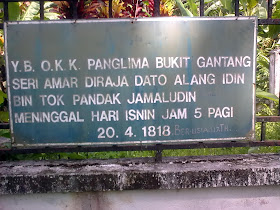 Y.B. O.K.K. PANGLIMA BUKIT GANTANG
SERI AMAR DIRAJA DATO ALANG IDIN
BIN TOK PANDAK JAMALUDIN
MENINGGAL HARI ISNIN JAM 5 PAGI
20. 4. 1818.